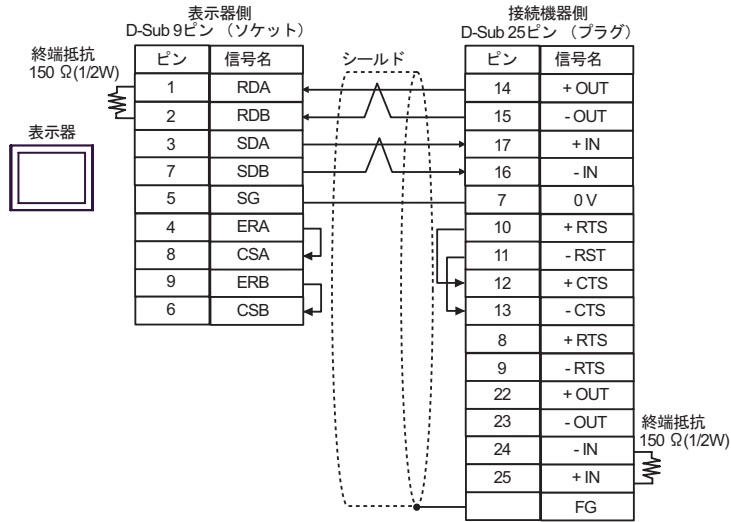 表示器側
D-Sub 9ピン （ソケット）
接続機器側
D-Sub 25ピン （プラグ）
終端抵抗
150 Ω(1/2W)
表示器
シールド
ピン 信号名
1 RDA
2 RDB
3 SDA
7 SDB
5 SG
4 ERA
8 CSA
9 ERB
6 CSB
ピン 信号名
14 + OUT
15 - OUT
17 + IN
16 - IN
7 0 V
10 + RTS
11 - RST
12 + CTS
13 - CTS
8 + RTS
9 - RTS
22 + OUT
23 - OUT
24 - IN
25 + IN
FG
終端抵抗
150 Ω(1/2W)